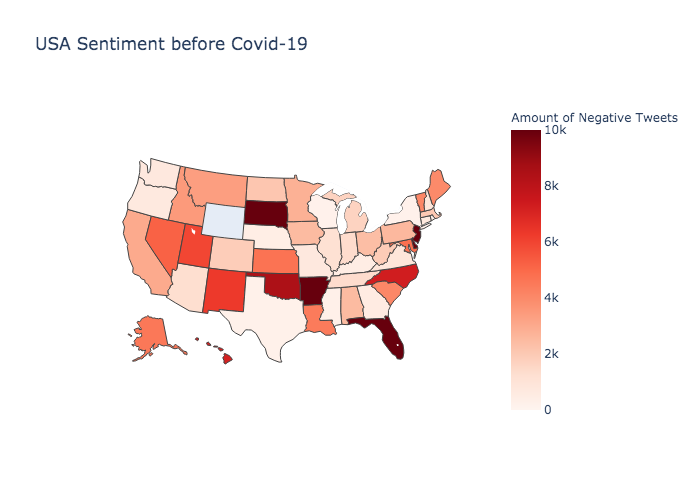 USA Sentiment before Covid-19
Amount of Negative Tweets
10k
8k
6k
4k
2k
0